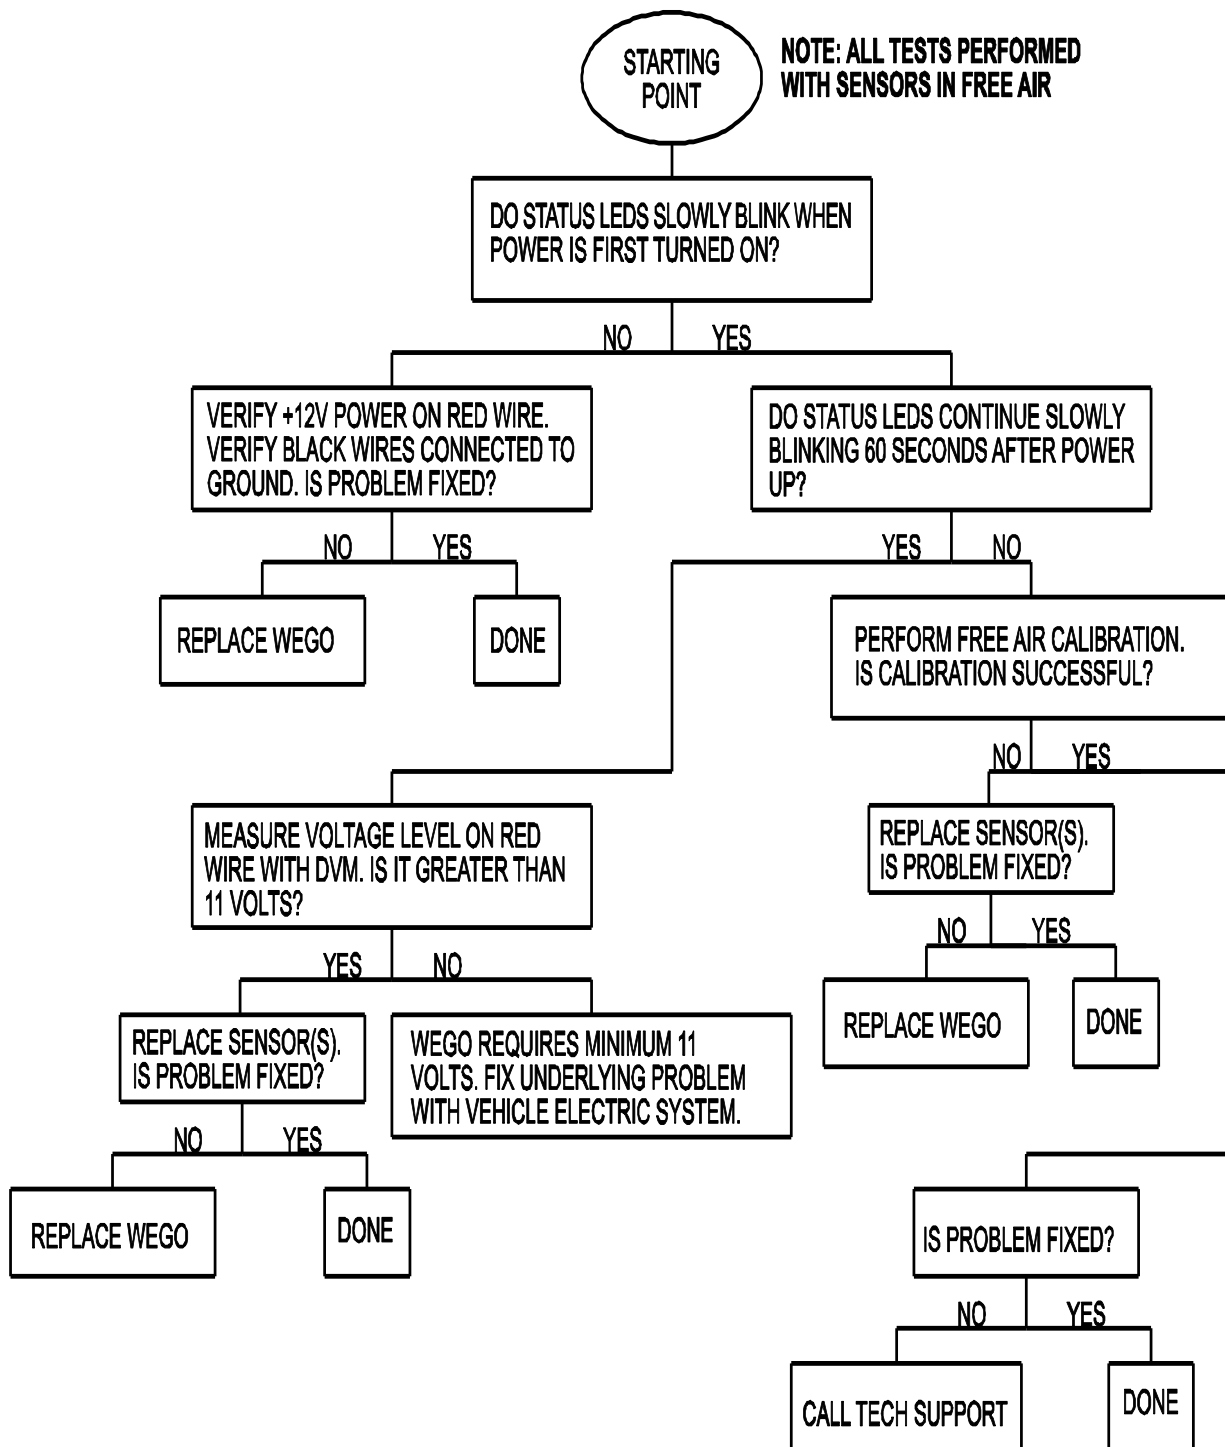 STARTING
POINT
NOTE: ALL TESTS PERFORMED
WITH SENSORS IN FREE AIR
DO STATUS LEDS SLOWLY BLINK WHEN
POWER IS FIRST TURNED ON?
NO
YES
VERIFY +12V POWER ON RED WIRE.
VERIFY BLACK WIRES CONNECTED TO
GROUND. IS PROBLEM FIXED?
DO STATUS LEDS CONTINUE SLOWLY
BLINKING 60 SECONDS AFTER POWER
UP?
NO
YES
YES
NO
REPLACE WEGO
DONE
PERFORM FREE AIR CALIBRATION.
IS CALIBRATION SUCCESSFUL?
NO
YES
MEASURE VOLTAGE LEVEL ON RED
WIRE WITH DVM. IS IT GREATER THAN
11 VOLTS?
REPLACE SENSOR(S).
IS PROBLEM FIXED?
NO
YES
YES
NO
REPLACE WEGO
DONE
REPLACE SENSOR(S).
IS PROBLEM FIXED?
WEGO REQUIRES MINIMUM 11
VOLTS. FIX UNDERLYING PROBLEM
WITH VEHICLE ELECTRIC SYSTEM.
NO
YES
REPLACE WEGO
DONE
IS PROBLEM FIXED?
NO
YES
CALL TECH SUPPORT
DONE